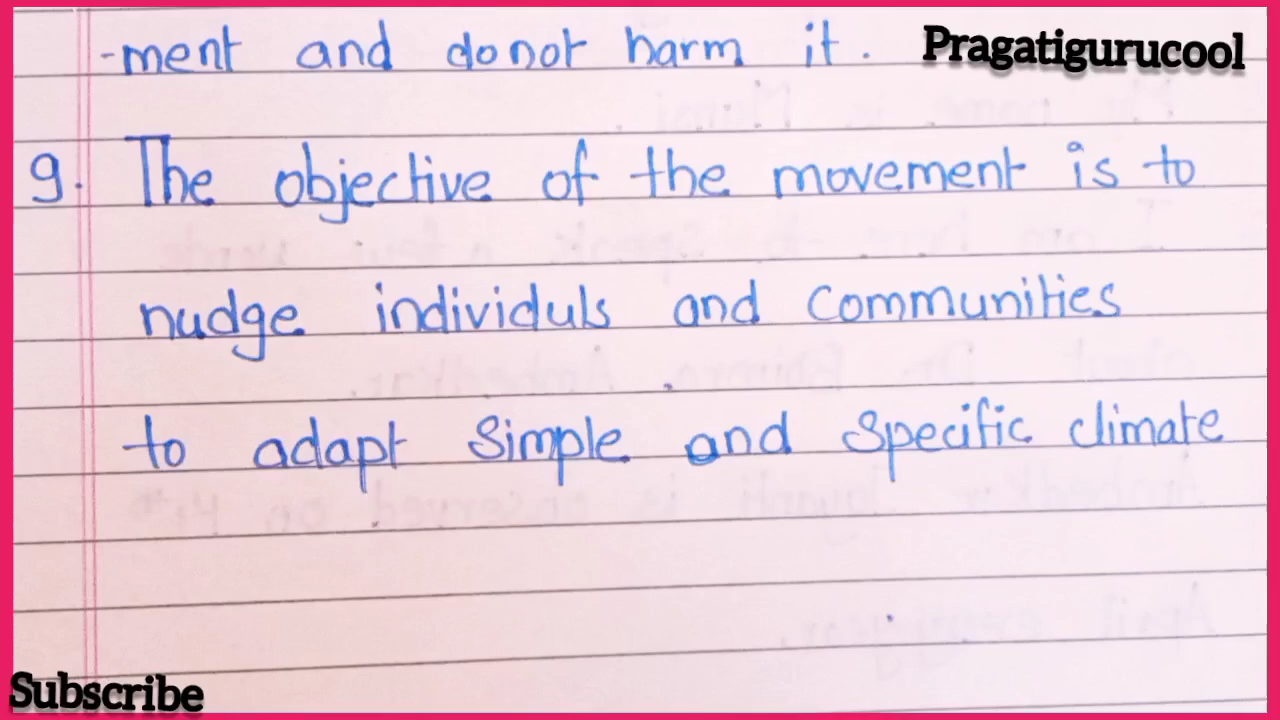 -ment and donot harm it. Pragatigurucool
9. The objective of the movement is to
nudge individuls and communities
to adapt simple and specific climate
Subscribe